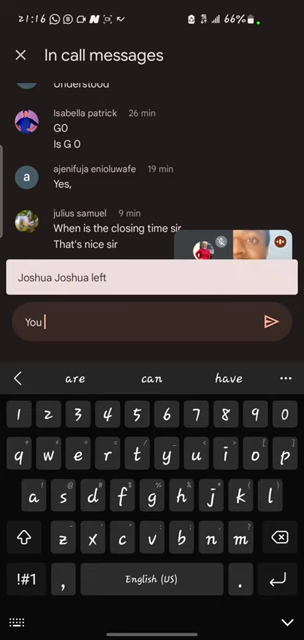 21:16
66%
In call messages
Understood
Isabella patrick 26 min
G0
Is G 0
a
ajenifuja enioluwafe 19 min
Yes,
julius samuel 9 min
When is the closing time sir
That's nice sir
Joshua Joshua left
You
are can have
1 2 3 4 5 6 7 8 9 0
q w e r t y u i o p
a s d f g h j k l
z x c v b n m
!#1 , English (US) .